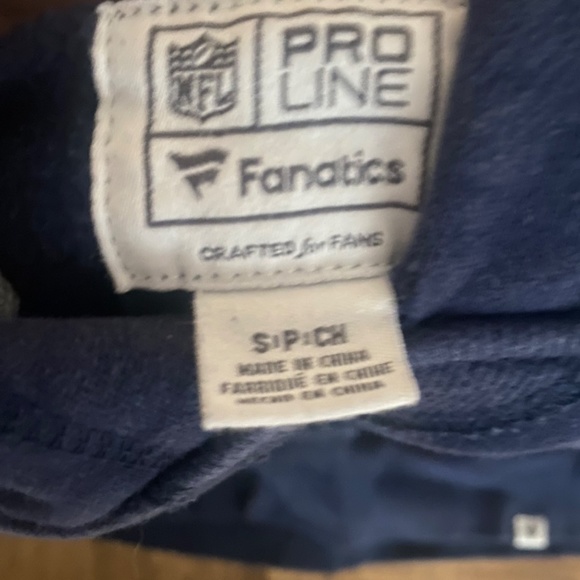 NFL
PRO
LINE
Fanatics
CRAFTED for FANS
S:P:CH
MADE IN CHINA
FABRIQUÉ EN CHINE
HECHO EN CHINA